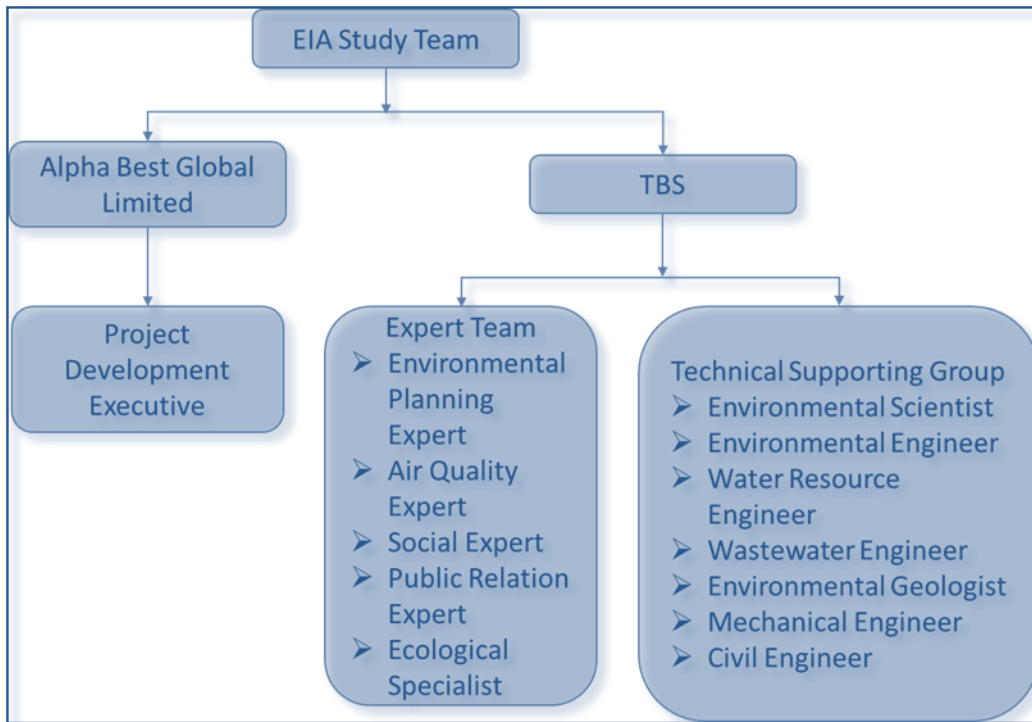 EIA Study Team
Alpha Best Global
Limited
TBS
Project
Development
Executive
Expert Team
➢ Environmental
Planning
Expert
➢ Air Quality
Expert
➢ Social Expert
➢ Public Relation
Expert
➢ Ecological
Specialist
Technical Supporting Group
➢ Environmental Scientist
➢ Environmental Engineer
➢ Water Resource
Engineer
➢ Wastewater Engineer
➢ Environmental Geologist
➢ Mechanical Engineer
➢ Civil Engineer